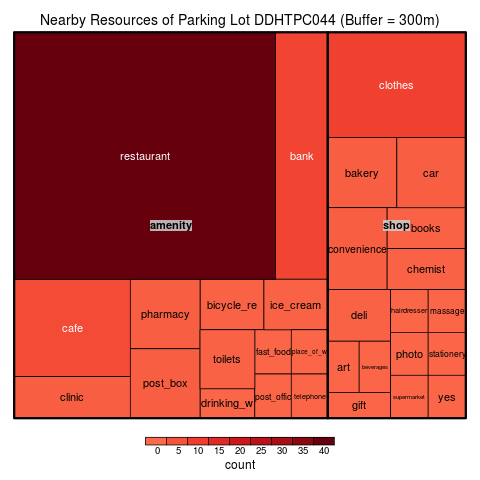 Nearby Resources of Parking Lot DDHTPC044 (Buffer = 300m)
restaurant
bank
clothes
bakery
car
amenity
shop
books
convenience
chemist
cafe
pharmacy
bicycle_re
ice_cream
deli
hairdresser
massage
toilets
fast_food
place_of_w
photo
stationery
art
beverages
clinic
post_box
drinking_w
post_offic
telephone
gift
supermarket
yes
0 5 10 15 20 25 30 35 40
count